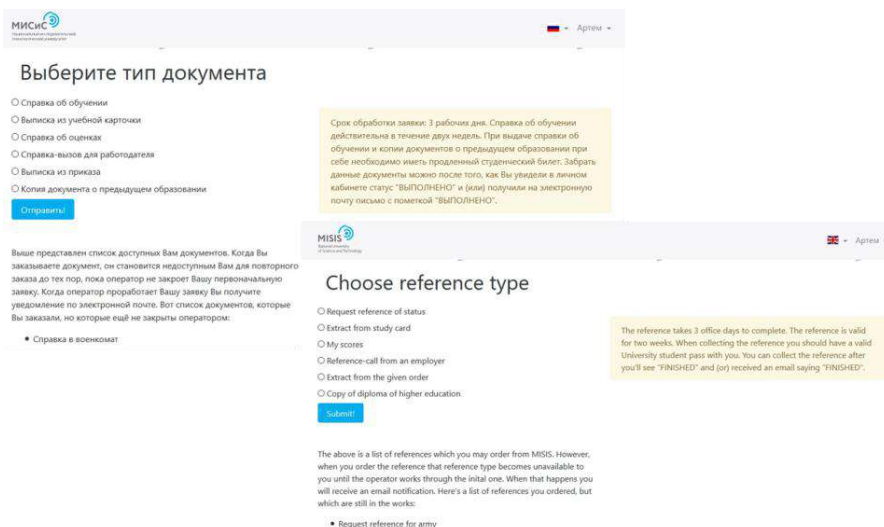 МИСиС
Артем
Выберите тип документа
Справка об обучении
Выписка из учебной карточки
Справка об оценках
Справка-вызов для работодателя
Выписка из приказа
Копия документа о предыдущем образовании
Отправить!
Срок обработки заявки: 3 рабочих дня. Справка об обучении
действительна в течение двух недель. При выдаче справки об
обучении и копии документов о предыдущем образовании при
себе необходимо иметь продленный студенческий билет. Забрать
данные документы можно после того, как Вы увидели в личном
кабинете статус "ВЫПОЛНЕНО" и (или) получили на электронную
почту письмо с пометкой "ВЫПОЛНЕНО".
Выше представлен список доступных Вам документов. Когда Вы
заказываете документ, он становится недоступным Вам для повторного
заказа до тех пор, пока оператор не закроет Вашу первоначальную
заявку. Когда оператор проработает Вашу заявку Вы получите
уведомление по электронной почте. Вот список документов, которые
Вы заказали, но которые ещё не закрыты оператором:
Справка в военкомат
MISIS
National University
of Science and Technology
Артем
Choose reference type
Request reference of status
Extract from study card
My scores
Reference-call from an employer
Extract from the given order
Copy of diploma of higher education
Submit!
The reference takes 3 office days to complete. The reference is valid
for two weeks. When collecting the reference you should have a valid
University student pass with you. You can collect the reference after
you'll see "FINISHED" and (or) received an email saying "FINISHED".
The above is a list of references which you may order from MISIS. However,
when you order the reference that reference type becomes unavailable to
you until the operator works through the inital one. When that happens you
will receive an email notification. Here's a list of references you ordered, but
which are still in the works:
Request reference for army